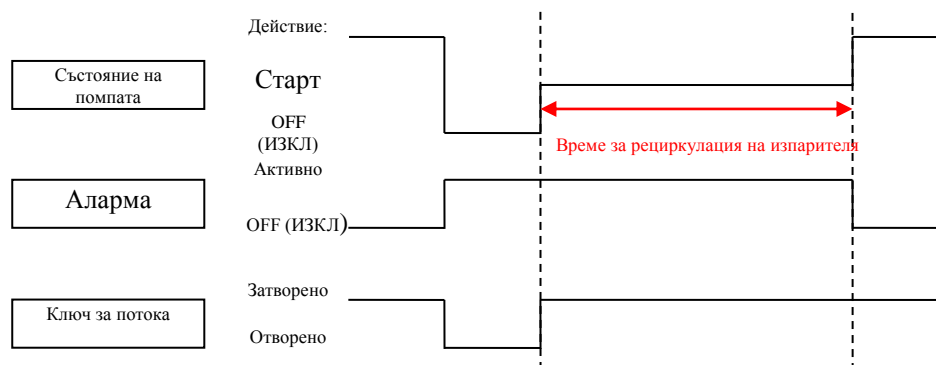 Действие:
Състояние на
помпата
Старт
OFF
(ИЗКЛ)
Време за рециркулация на изпарителя
Активно
Аларма
OFF (ИЗКЛ)
Затворено
Ключ за потока
Отворено